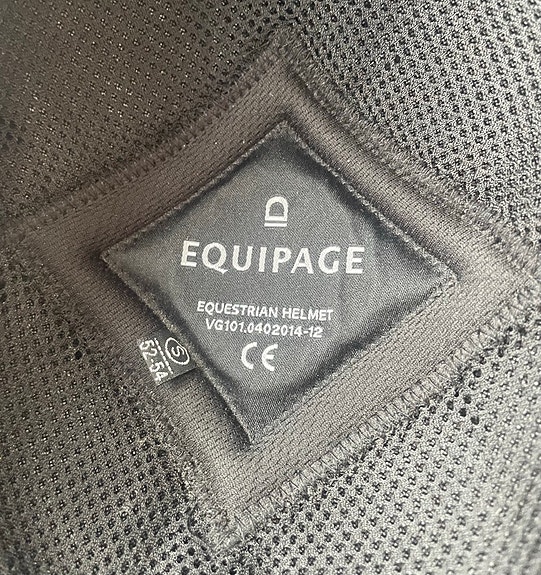 EQUIPAGE
EQUESTRIAN HELMET
VG101.0402014-12
CE
S
52-54